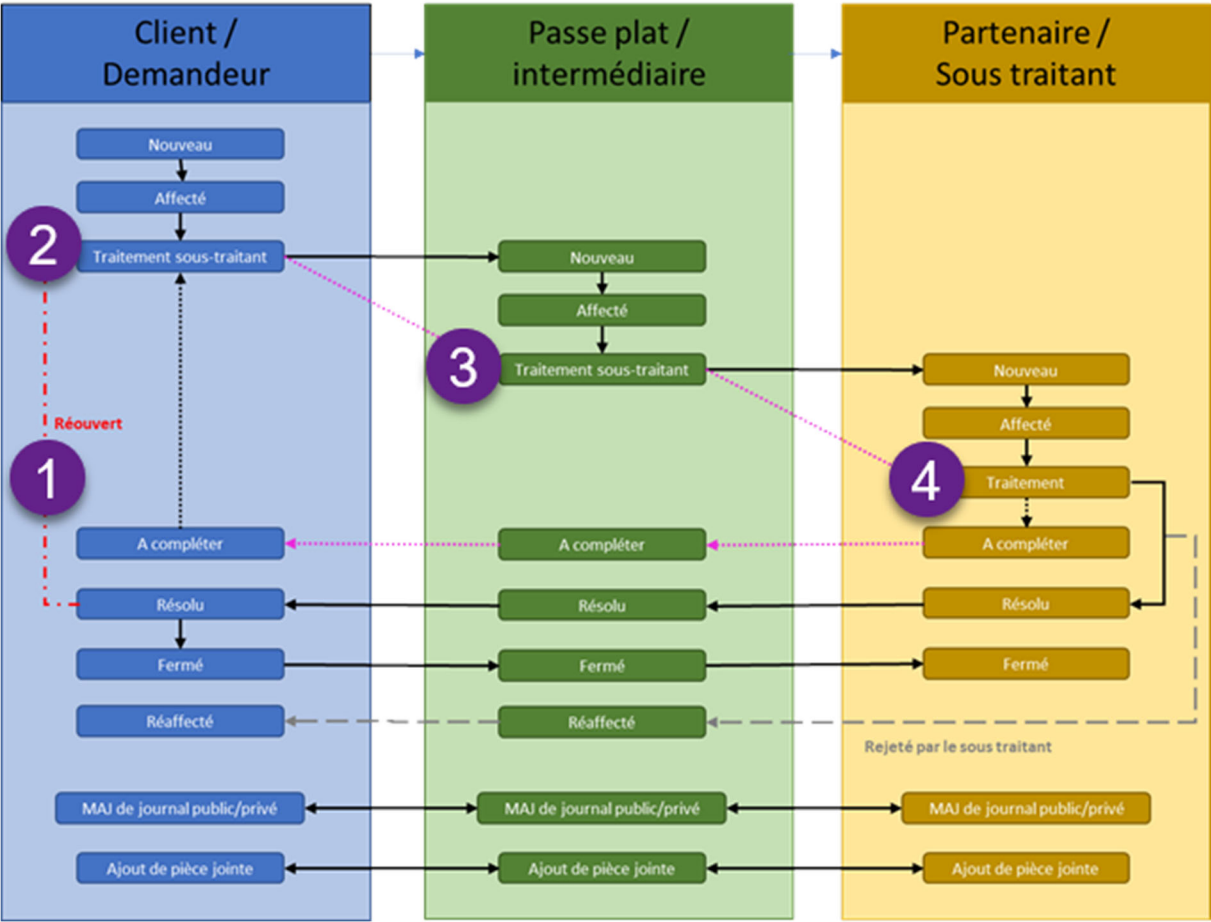 Client /
Demandeur
Passe plat /
intermédiaire
Partenaire /
Sous traitant
Nouveau
Affecté
2
Traitement sous-traitant
Nouveau
Affecté
3
Traitement sous-traitant
Nouveau
Réouvert
Affecté
1
4
Traitement
A compléter
A compléter
A compléter
Résolu
Résolu
Résolu
Fermé
Fermé
Fermé
Réaffecté
Réaffecté
Rejeté par le sous traitant
MAJ de journal public/privé
MAJ de journal public/privé
MAJ de journal public/privé
Ajout de pièce jointe
Ajout de pièce jointe
Ajout de pièce jointe